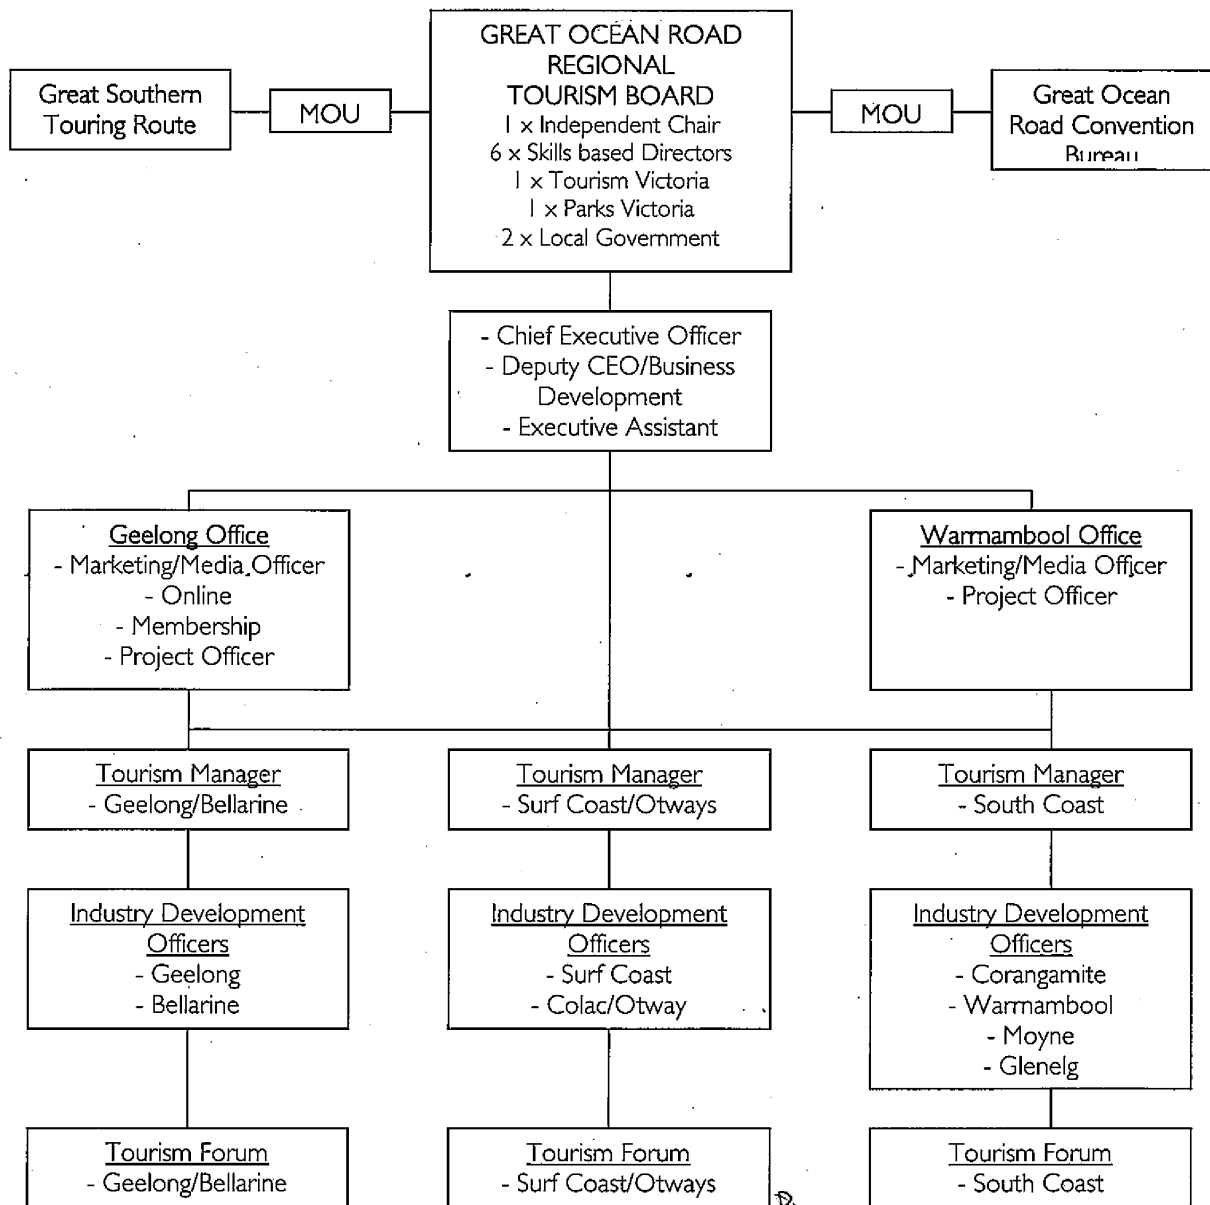 GREAT OCEAN ROAD
REGIONAL
TOURISM BOARD
1 x Independent Chair
6 x Skills based Directors
1 x Tourism Victoria
1 x Parks Victoria
2 x Local Government
Great Southern
Touring Route
MOU
MOU
Great Ocean
Road Convention
Bureau
- Chief Executive Officer
- Deputy CEO/Business
Development
- Executive Assistant
Geelong Office
- Marketing/Media Officer
- Online
- Membership
- Project Officer
Warrnambool Office
- Marketing/Media Officer
- Project Officer
Tourism Manager
- Geelong/Bellarine
Tourism Manager
- Surf Coast/Otways
Tourism Manager
- South Coast
Industry Development
Officers
- Geelong
- Bellarine
Industry Development
Officers
- Surf Coast
- Colac/Otway
Industry Development
Officers
- Corangamite
- Warrnambool
- Moyne
- Glenelg
Tourism Forum
- Geelong/Bellarine
Tourism Forum
- Surf Coast/Otways
Tourism Forum
- South Coast